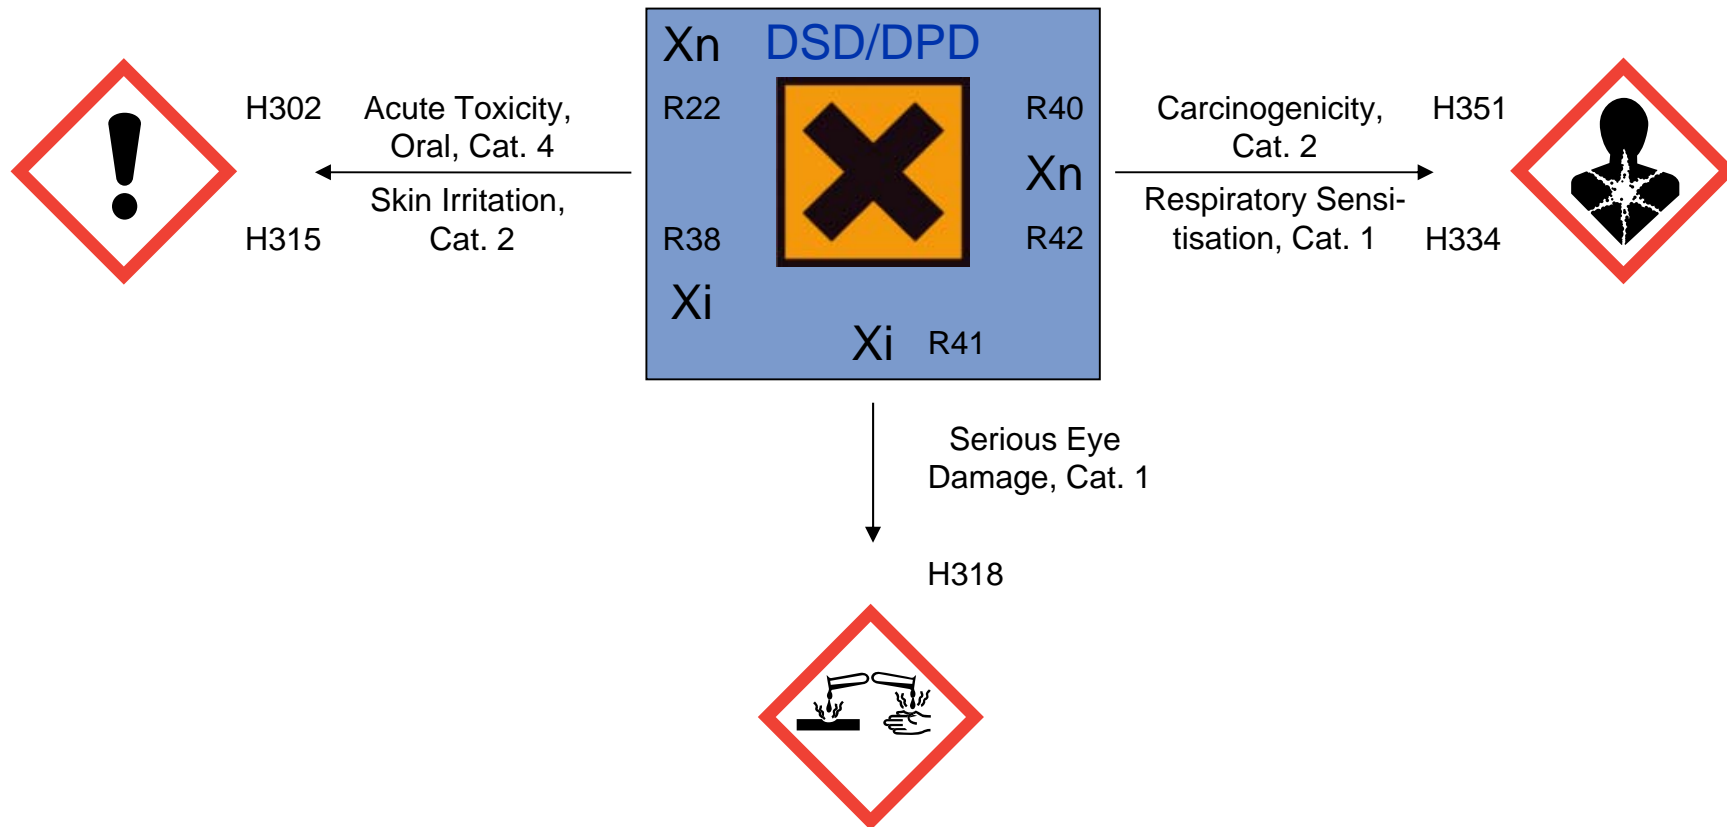 Xn DSD/DPD
H302 Acute Toxicity, R22 R40 Carcinogenicity, H351
Oral, Cat. 4 Cat. 2
Xn
Skin Irritation, Respiratory Sensi-
H315 Cat. 2 R38 R42 tisation, Cat. 1 H334
Xi
Xi R41
Serious Eye
Damage, Cat. 1
H318